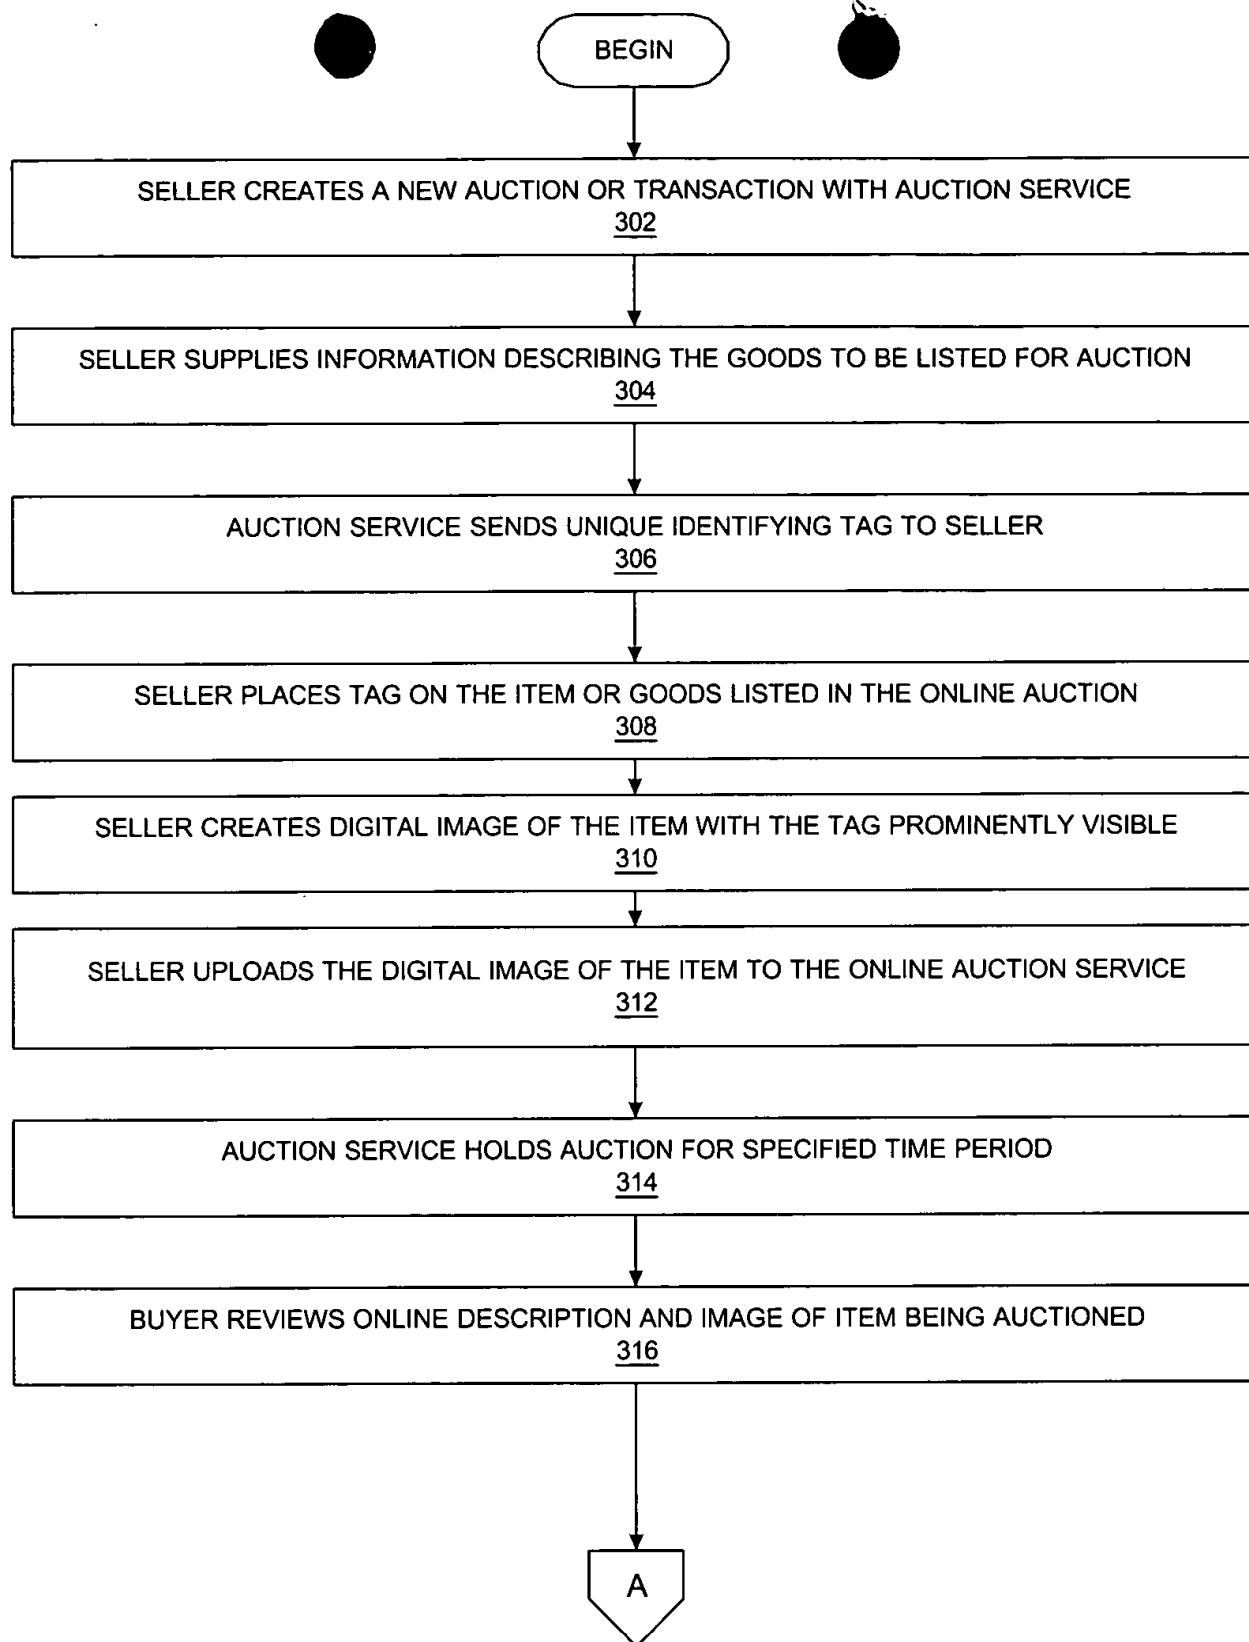 BEGIN
SELLER CREATES A NEW AUCTION OR TRANSACTION WITH AUCTION SERVICE
302
SELLER SUPPLIES INFORMATION DESCRIBING THE GOODS TO BE LISTED FOR AUCTION
304
AUCTION SERVICE SENDS UNIQUE IDENTIFYING TAG TO SELLER
306
SELLER PLACES TAG ON THE ITEM OR GOODS LISTED IN THE ONLINE AUCTION
308
SELLER CREATES DIGITAL IMAGE OF THE ITEM WITH THE TAG PROMINENTLY VISIBLE
310
SELLER UPLOADS THE DIGITAL IMAGE OF THE ITEM TO THE ONLINE AUCTION SERVICE
312
AUCTION SERVICE HOLDS AUCTION FOR SPECIFIED TIME PERIOD
314
BUYER REVIEWS ONLINE DESCRIPTION AND IMAGE OF ITEM BEING AUCTIONED
316
A